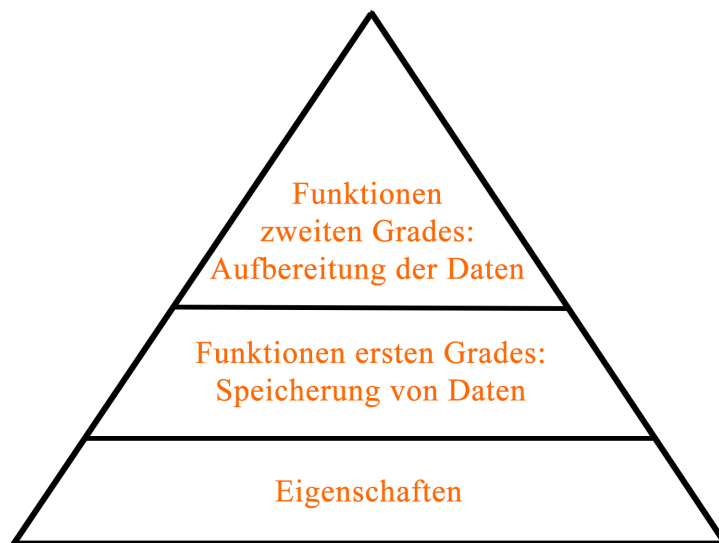 Funktionen
zweiten Grades:
Aufbereitung der Daten
Funktionen ersten Grades:
Speicherung von Daten
Eigenschaften